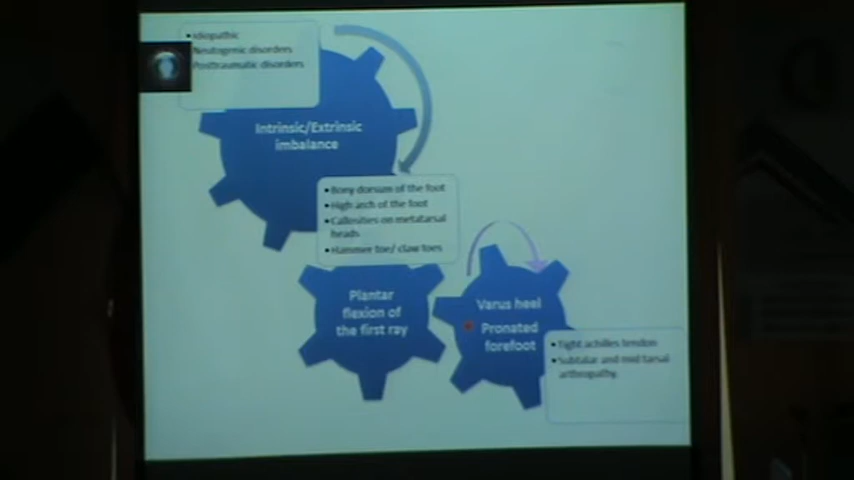 • Idiopathic
Neutogenic disorders
Posttraumatic disorders
Intrinsic/Extrinsic
imbalance
• Bony dorsum of the foot
• High arch of the foot
• Callosities on metatarsal
heads
• Hammer toe/ claw toes
Plantar
flexion of
the first ray
Varus heel
Pronated
forefoot
• Tight achilles tendon
• Subtalar and mid tarsal
arthropathy